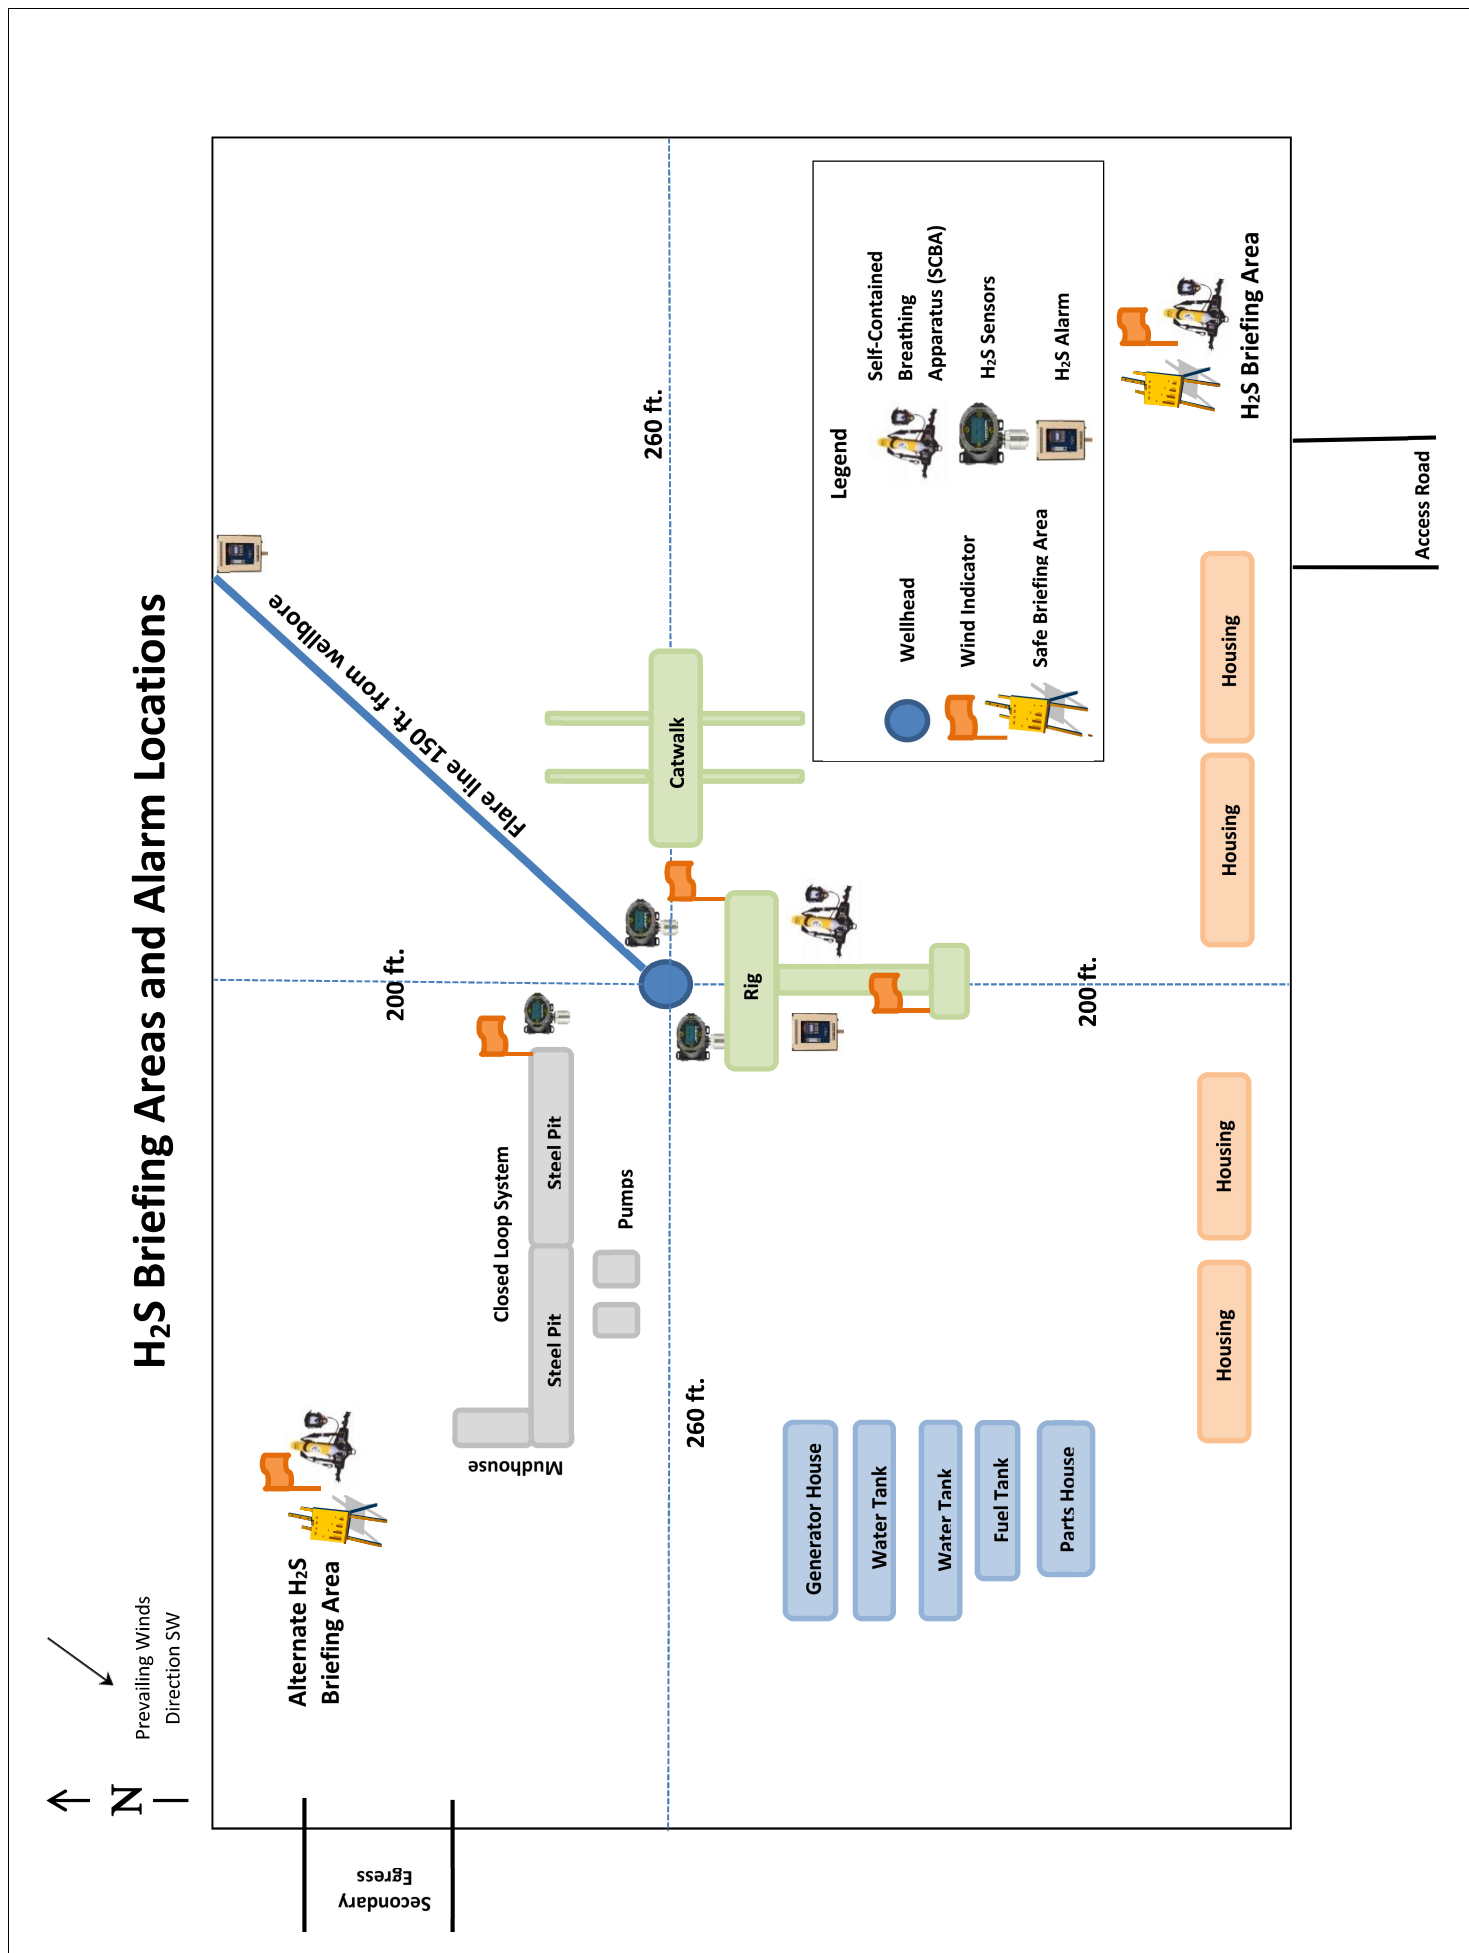 H₂S Briefing Areas and Alarm Locations
N
Prevailing Winds
Direction SW
Secondary
Egress
Alternate H₂S
Briefing Area
Mudhouse
Closed Loop System
Steel Pit
Steel Pit
Pumps
200 ft.
Flare line 150 ft. from wellbore
260 ft.
260 ft.
Catwalk
Rig
200 ft.
Generator House
Water Tank
Water Tank
Fuel Tank
Parts House
Legend
Wellhead
Wind Indicator
Safe Briefing Area
Self-Contained
Breathing
Apparatus (SCBA)
H₂S Sensors
H₂S Alarm
H₂S Briefing Area
Housing
Housing
Housing
Housing
Access Road